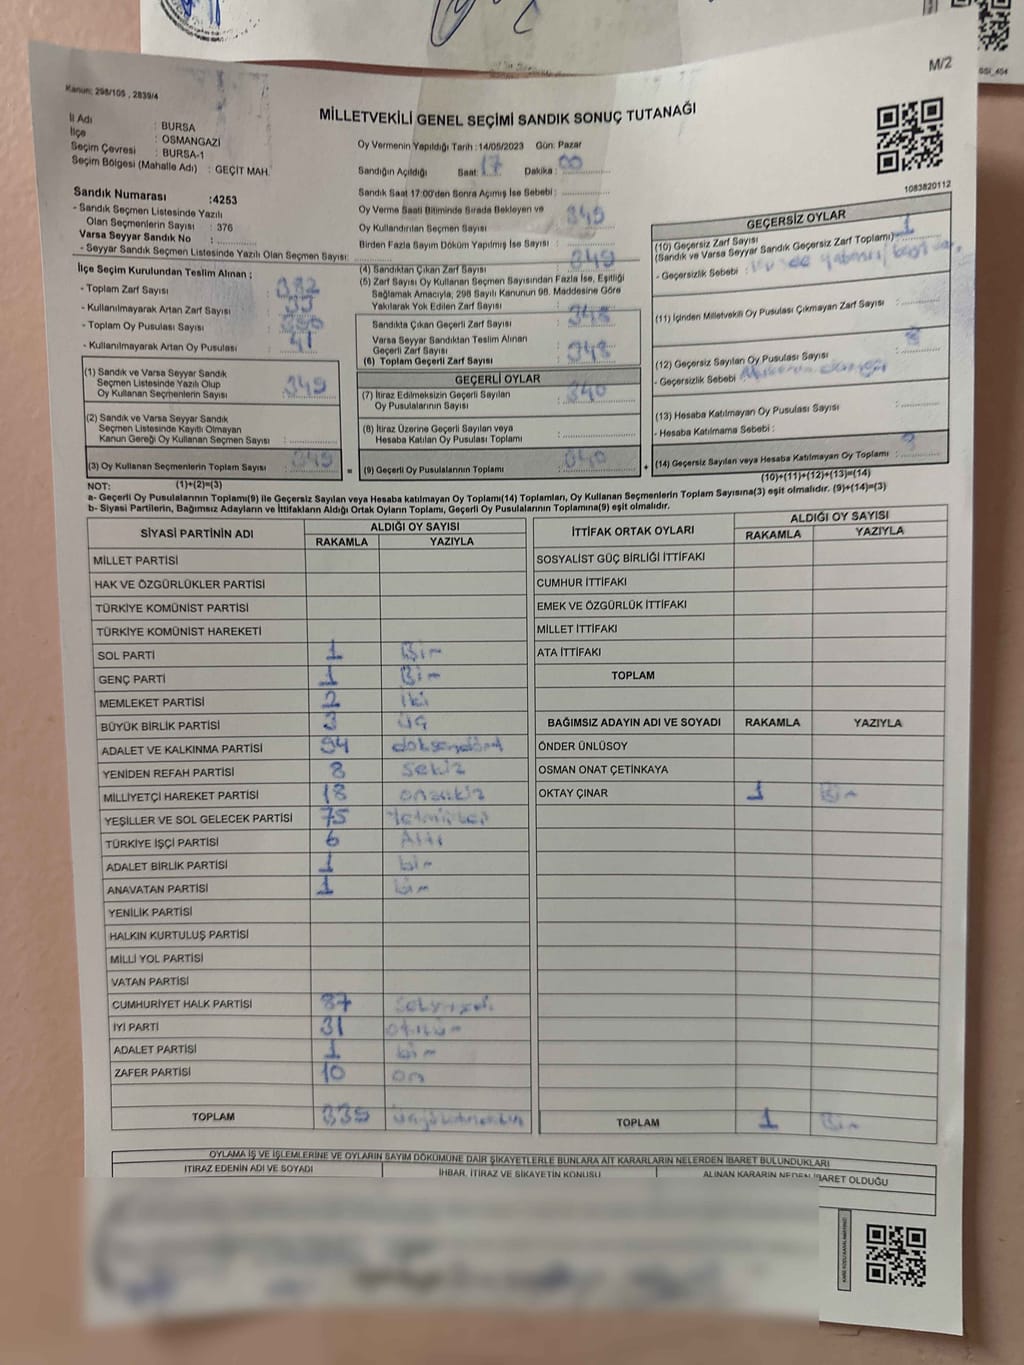 M/2
Kanun: 298/105 , 2839/4
MİLLETVEKİLİ GENEL SEÇİMİ SANDIK SONUÇ TUTANAĞI
İl Adı : BURSA
İlçe : OSMANGAZİ
Seçim Çevresi : BURSA-1
Seçim Bölgesi (Mahalle Adı) : GEÇİT MAH.
Sandık Numarası :4253
- Sandık Seçmen Listesinde Yazılı
Olan Seçmenlerin Sayısı : 376
Varsa Seyyar Sandık No :
- Seyyar Sandık Seçmen Listesinde Yazılı Olan Seçmen Sayısı:
Oy Vermenin Yapıldığı Tarih :14/05/2023 Gün: Pazar
Sandığın Açıldığı Saat: 17 Dakika : 00
Sandık Saat 17:00'den Sonra Açımış İse Sebebi :
Oy Verme Saati Bitiminde Sırada Bekleyen ve
Oy Kullandırılan Seçmen Sayısı : 349
Birden Fazla Sayım Döküm Yapılmış İse Sayısı :
1083820112
İlçe Seçim Kurulundan Teslim Alınan :
- Toplam Zarf Sayısı : 382
- Kullanılmayarak Artan Zarf Sayısı : 33
- Toplam Oy Pusulası Sayısı :
- Kullanılmayarak Artan Oy Pusulası : 41
(1) Sandık ve Varsa Seyyar Sandık
Seçmen Listesinde Yazılı Olup
Oy Kullanan Seçmenlerin Sayısı : 349
(2) Sandık ve Varsa Seyyar Sandık
Seçmen Listesinde Kayıtlı Olmayan
Kanun Gereği Oy Kullanan Seçmen Sayısı :
(3) Oy Kullanan Seçmenlerin Toplam Sayısı : 349
(4) Sandıktan Çıkan Zarf Sayısı : 349
(5) Zarf Sayısı Oy Kullanan Seçmen Sayısından Fazla İse, Eşitliği
Sağlamak Amacıyla, 298 Sayılı Kanunun 98. Maddesine Göre
Yakılarak Yok Edilen Zarf Sayısı :
Sandıkta Çıkan Geçerli Zarf Sayısı : 348
Varsa Seyyar Sandıktan Teslim Alınan
Geçerli Zarf Sayısı :
(6) Toplam Geçerli Zarf Sayısı : 348
GEÇERLİ OYLAR
(7) İtiraz Edilmeksizin Geçerli Sayılan
Oy Pusulalarının Sayısı : 340
(8) İtiraz Üzerine Geçerli Sayılan veya
Hesaba Katılan Oy Pusulası Toplamı :
= (9) Geçerli Oy Pusulalarının Toplamı : 340
GEÇERSİZ OYLAR
(10) Geçersiz Zarf Sayısı
(Sandık ve Varsa Seyyar Sandık Geçersiz Zarf Toplamı) : 1
- Geçersizlik Sebebi :
(11) İçinden Milletvekili Oy Pusulası Çıkmayan Zarf Sayısı :
(12) Geçersiz Sayılan Oy Pusulası Sayısı : 8
- Geçersizlik Sebebi :
(13) Hesaba Katılmayan Oy Pusulası Sayısı :
- Hesaba Katılmama Sebebi :
+ (14) Geçersiz Sayılan veya Hesaba Katılmayan Oy Toplamı : 9
NOT: (1)+(2)=(3)
(10)+(11)+(12)+(13)=(14)
a- Geçerli Oy Pusulalarının Toplamı(9) ile Geçersiz Sayılan veya Hesaba katılmayan Oy Toplamı(14) Toplamları, Oy Kullanan Seçmenlerin Toplam Sayısına(3) eşit olmalıdır. (9)+(14)=(3)
b- Siyasi Partilerin, Bağımsız Adayların ve İttifakların Aldığı Ortak Oyların Toplamı, Geçerli Oy Pusulalarının Toplamına(9) eşit olmalıdır.
SİYASİ PARTİNİN ADI ALDIĞI OY SAYISI
RAKAMLA YAZIYLA
MİLLET PARTİSİ
HAK VE ÖZGÜRLÜKLER PARTİSİ
TÜRKİYE KOMÜNİST PARTİSİ
TÜRKİYE KOMÜNİST HAREKETİ
SOL PARTİ 1 Bir
GENÇ PARTİ 1 Bir
MEMLEKET PARTİSİ 2 iki
BÜYÜK BİRLİK PARTİSİ 3 üç
ADALET VE KALKINMA PARTİSİ 94 doksandört
YENİDEN REFAH PARTİSİ 8 sekiz
MİLLİYETÇİ HAREKET PARTİSİ 18 onsekiz
YEŞİLLER VE SOL GELECEK PARTİSİ 75 Yetmişbeş
TÜRKİYE İŞÇİ PARTİSİ 6 Altı
ADALET BİRLİK PARTİSİ 1 bir
ANAVATAN PARTİSİ 1 bir
YENİLİK PARTİSİ
HALKIN KURTULUŞ PARTİSİ
MİLLİ YOL PARTİSİ
VATAN PARTİSİ
CUMHURİYET HALK PARTİSİ 87 Seksenyedi
İYİ PARTİ 31 otuzbir
ADALET PARTİSİ 1 bir
ZAFER PARTİSİ 10 on
TOPLAM 339
İTTİFAK ORTAK OYLARI ALDIĞI OY SAYISI
RAKAMLA YAZIYLA
SOSYALİST GÜÇ BİRLİĞİ İTTİFAKI
CUMHUR İTTİFAKI
EMEK VE ÖZGÜRLÜK İTTİFAKI
MİLLET İTTİFAKI
ATA İTTİFAKI
TOPLAM
BAĞIMSIZ ADAYIN ADI VE SOYADI RAKAMLA YAZIYLA
ÖNDER ÜNLÜSOY
OSMAN ONAT ÇETİNKAYA
OKTAY ÇINAR 1 Bir
TOPLAM 1 Bir
OYLAMA İŞ VE İŞLEMLERİNE VE OYLARIN SAYIM DÖKÜMÜNE DAİR ŞİKAYETLERLE BUNLARA AİT KARARLARIN NELERDEN İBARET BULUNDUKLARI
İTİRAZ EDENİN ADI VE SOYADI İHBAR, İTİRAZ VE ŞİKAYETİN KONUSU ALINAN KARARIN NEDEN İBARET OLDUĞU